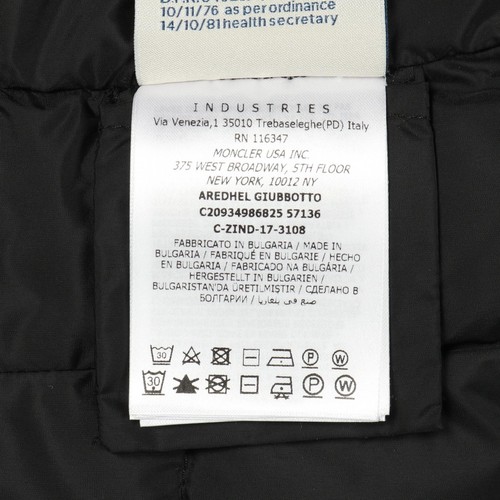 10/11/76 as per ordinance
14/10/81 health secretary
INDUSTRIES
Via Venezia,1 35010 Trebaseleghe(PD) Italy
RN 116347
MONCLER USA INC.
375 WEST BROADWAY, 5TH FLOOR
NEW YORK, 10012 NY
AREDHEL GIUBBOTTO
C20934986825 57136
C-ZIND-17-3108
FABBRICATO IN BULGARIA / MADE IN
BULGARIA / FABRIQUÉ EN BULGARIE / HECHO
EN BULGARIA / FABRICADO NA BULGÁRIA /
HERGESTELLT IN BULGARIEN /
BULGARISTAN'DA ÜRETILMIŞTIR / СДЕЛАНО В
БОЛГАРИИ / صنع في بلغاريا
30 P W
30 P W